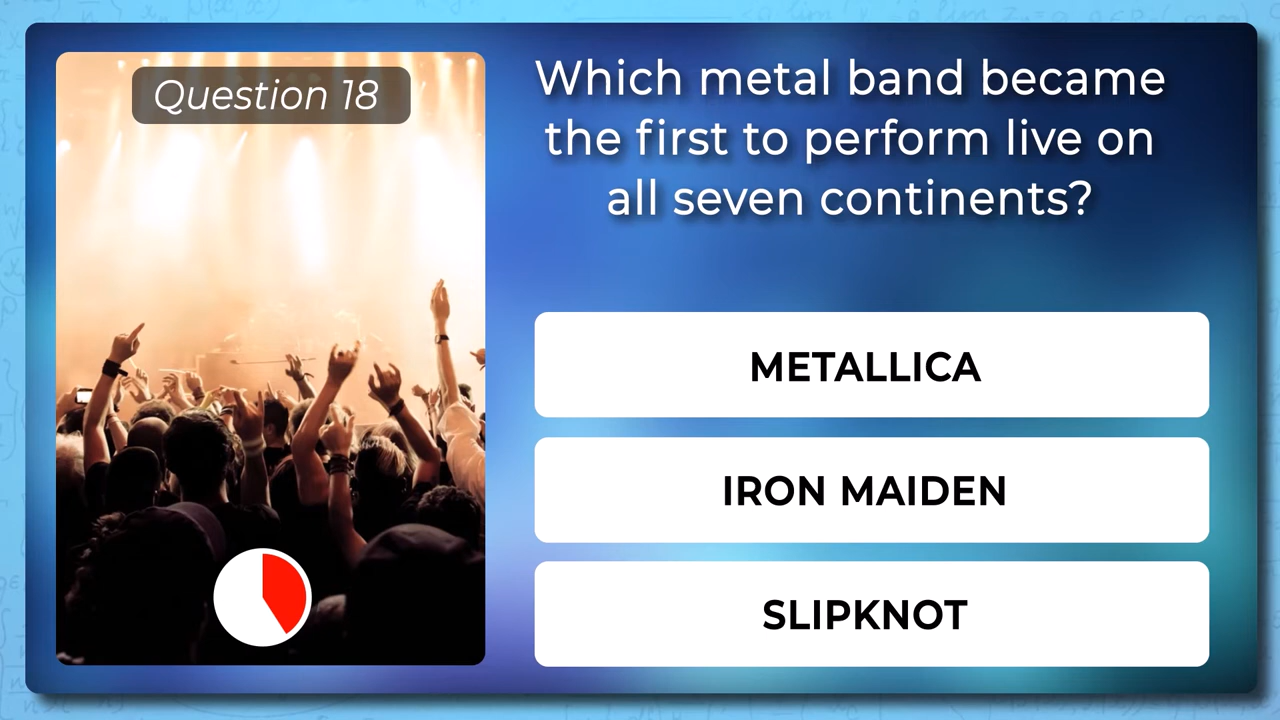 Question 18
Which metal band became
the first to perform live on
all seven continents?
METALLICA
IRON MAIDEN
SLIPKNOT